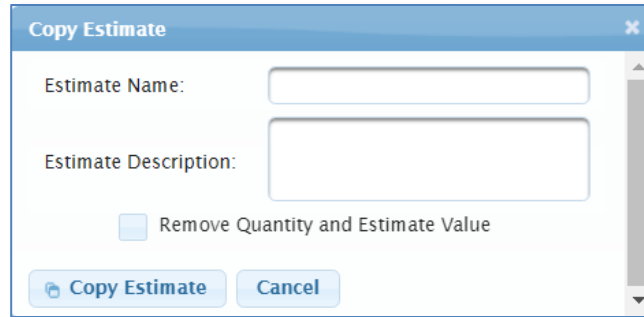 Copy Estimate
Estimate Name:
Estimate Description:
Remove Quantity and Estimate Value
Copy Estimate Cancel